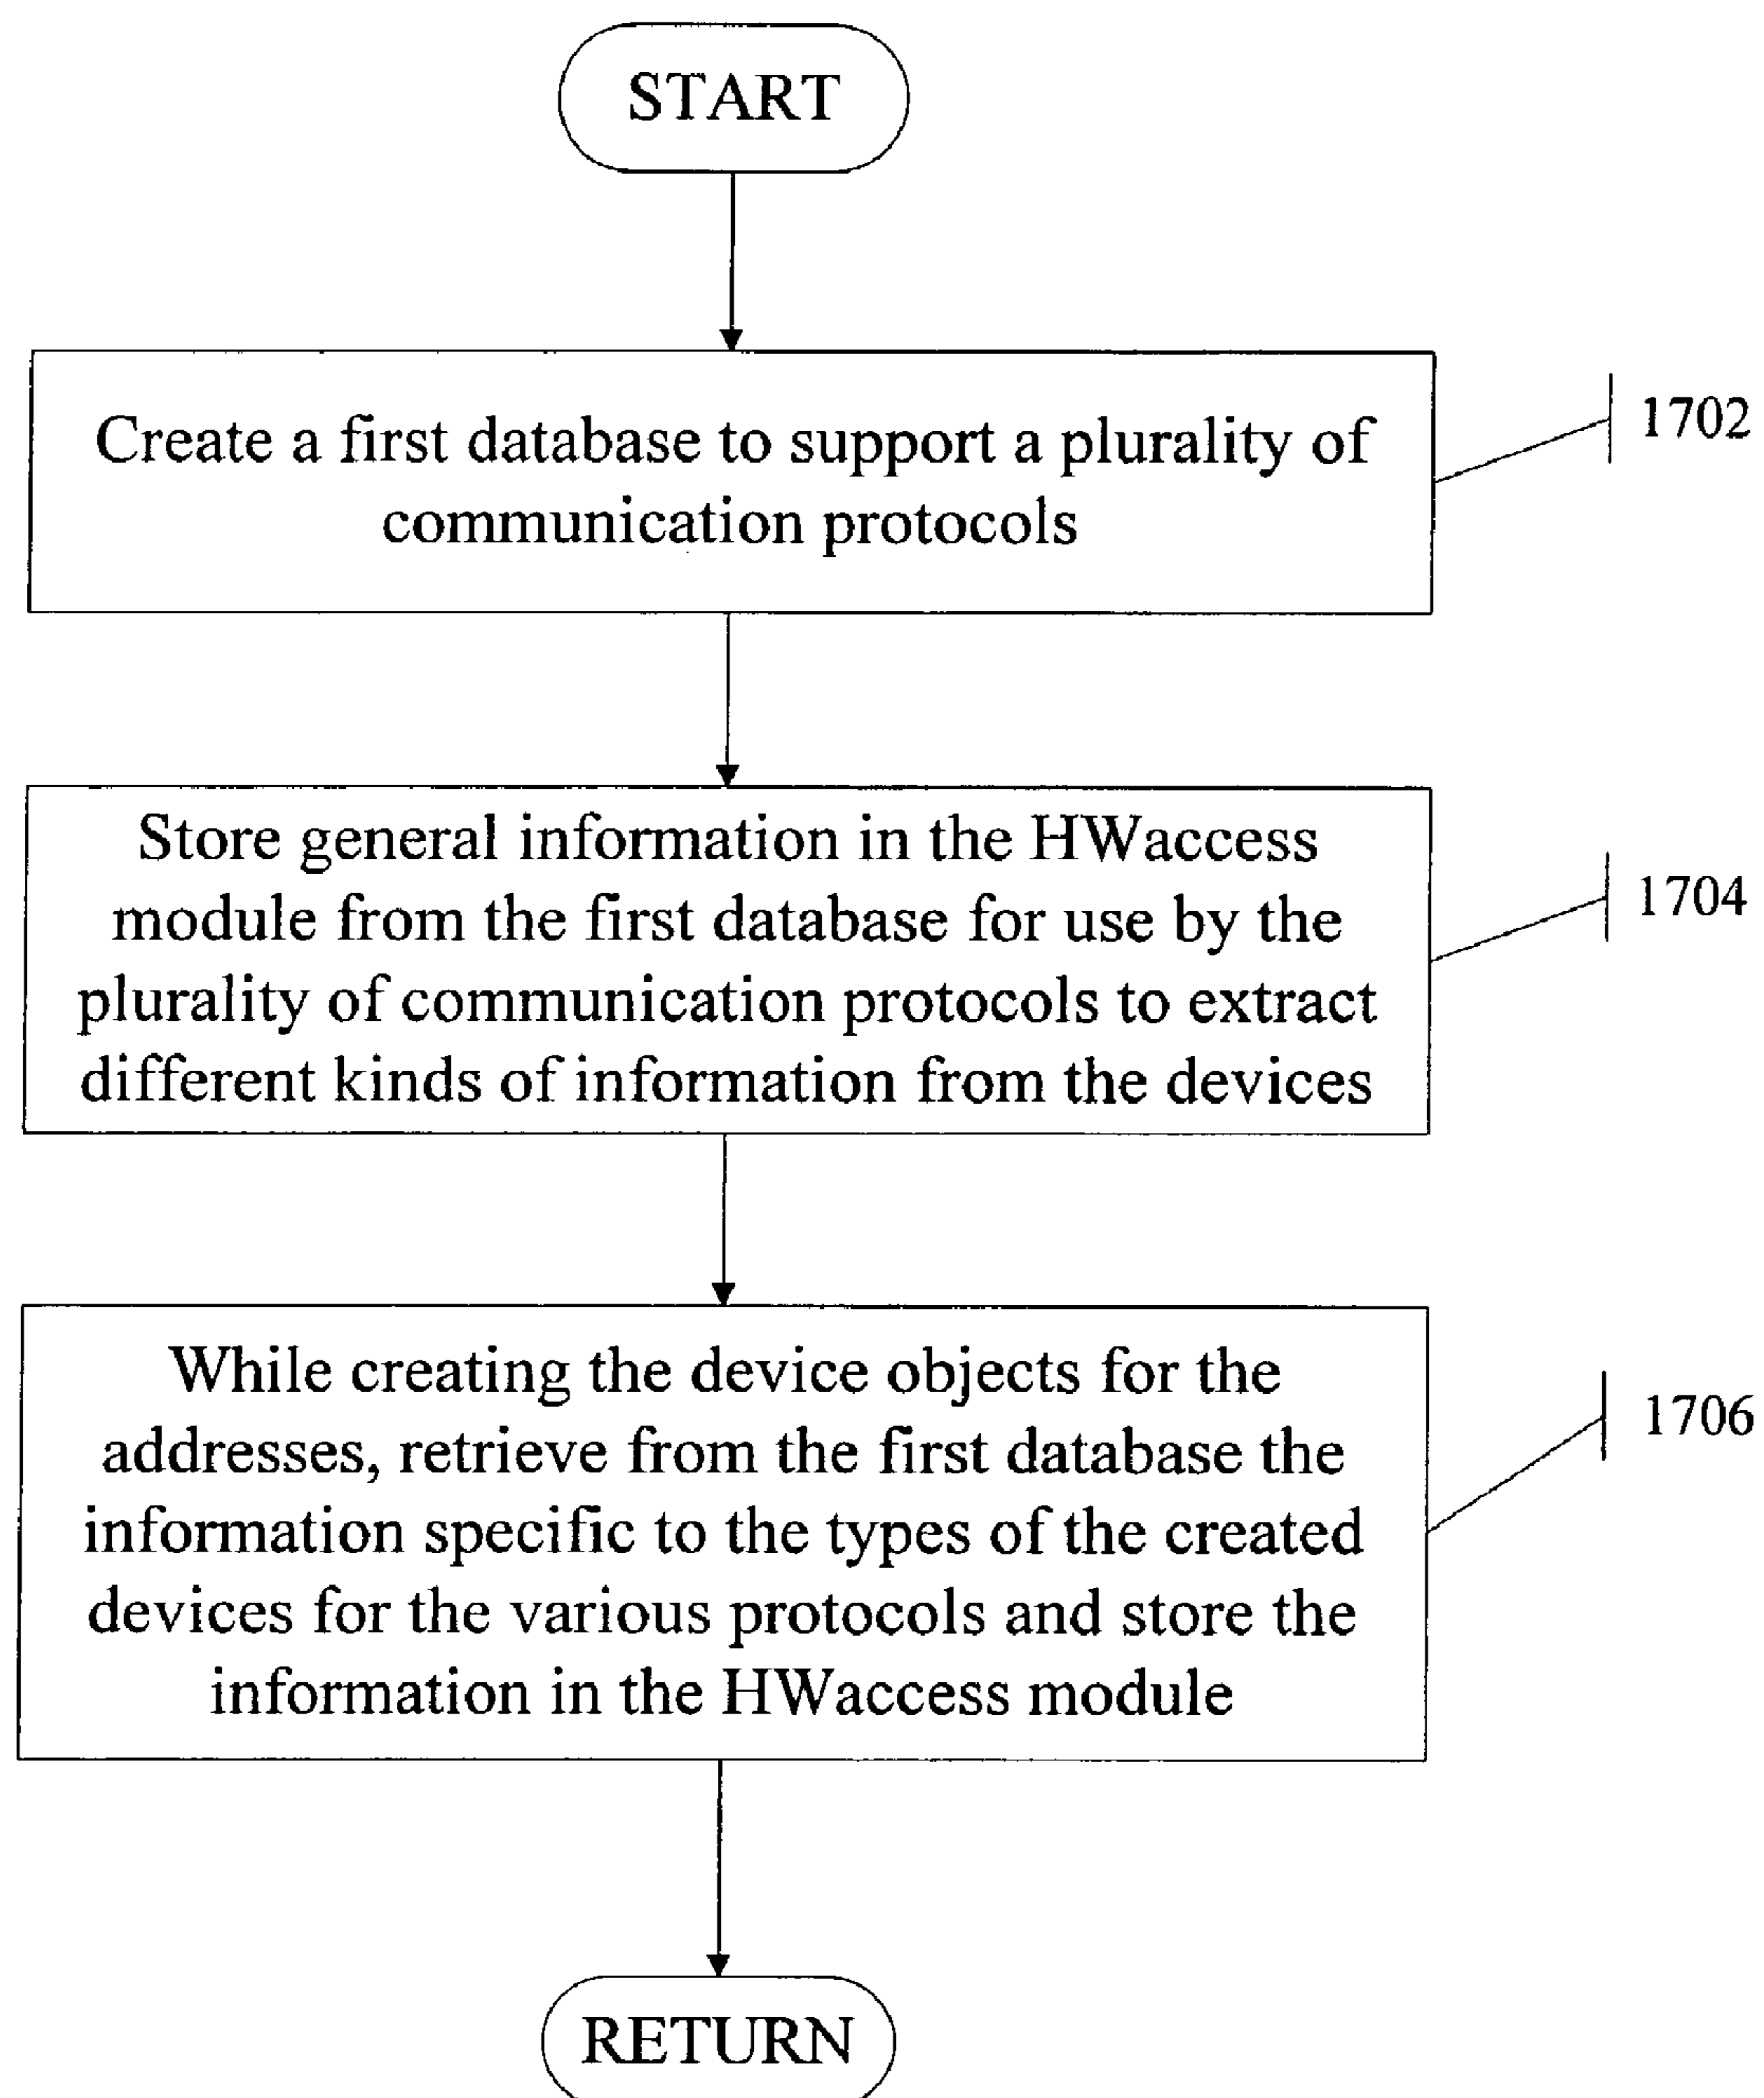 START
Create a first database to support a plurality of
communication protocols
1702
Store general information in the HWaccess
module from the first database for use by the
plurality of communication protocols to extract
different kinds of information from the devices
1704
While creating the device objects for the
addresses, retrieve from the first database the
information specific to the types of the created
devices for the various protocols and store the
information in the HWaccess module
1706
RETURN